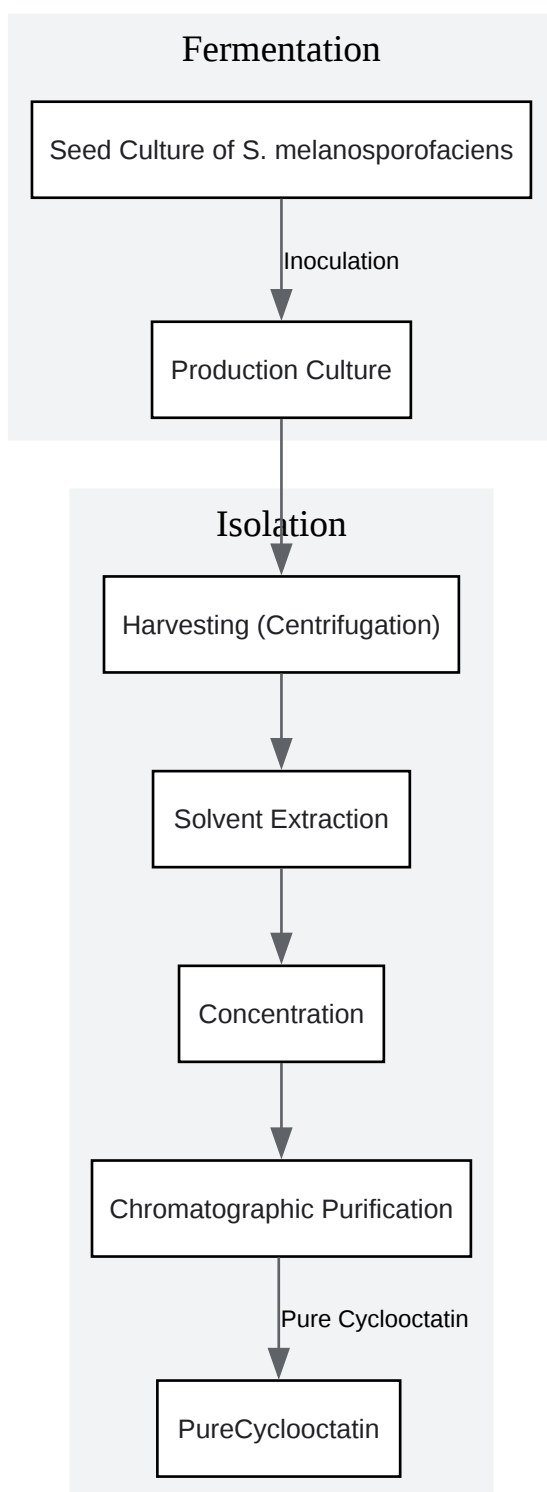 Fermentation
Seed Culture of S. melanosporofaciens
Inoculation
Production Culture
Isolation
Harvesting (Centrifugation)
Solvent Extraction
Concentration
Chromatographic Purification
Pure Cyclooctatin
PureCyclooctatin